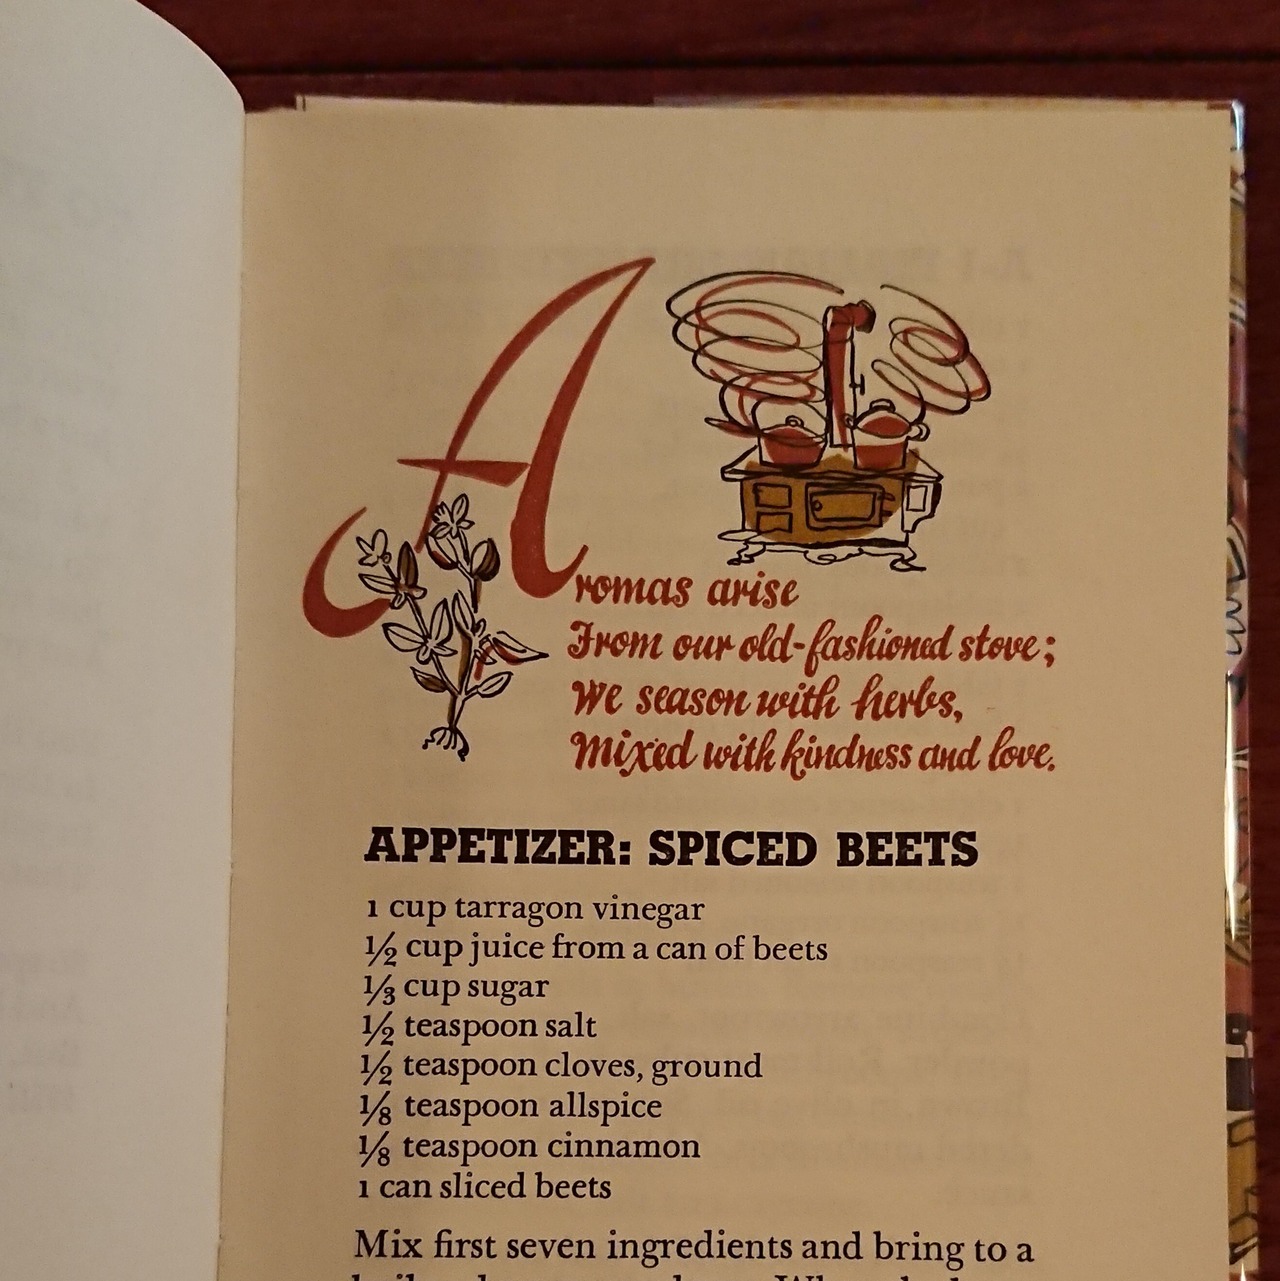 Aromas arise
From our old-fashioned stove;
We season with herbs,
Mixed with kindness and love.
APPETIZER: SPICED BEETS
1 cup tarragon vinegar
½ cup juice from a can of beets
⅓ cup sugar
½ teaspoon salt
½ teaspoon cloves, ground
⅛ teaspoon allspice
⅛ teaspoon cinnamon
1 can sliced beets
Mix first seven ingredients and bring to a